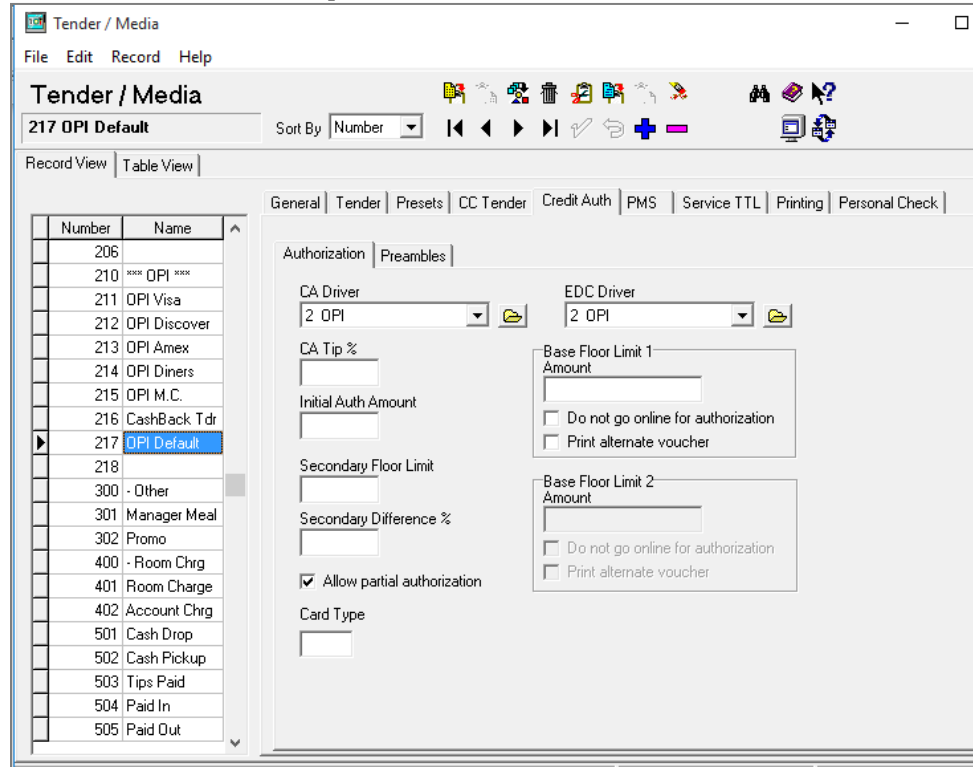 Tender / Media
File Edit Record Help
Tender / Media
217 OPI Default
Sort By Number
Record View Table View
General Tender Presets CC Tender Credit Auth PMS Service TTL Printing Personal Check
Number Name
206
210 *** OPI ***
211 OPI Visa
212 OPI Discover
213 OPI Amex
214 OPI Diners
215 OPI M.C.
216 CashBack Tdr
217 OPI Default
218
300 - Other
301 Manager Meal
302 Promo
400 - Room Chrg
401 Room Charge
402 Account Chrg
501 Cash Drop
502 Cash Pickup
503 Tips Paid
504 Paid In
505 Paid Out
Authorization Preambles
CA Driver
2 OPI
EDC Driver
2 OPI
CA Tip %
Initial Auth Amount
Secondary Floor Limit
Secondary Difference %
Allow partial authorization
Card Type
Base Floor Limit 1
Amount
Do not go online for authorization
Print alternate voucher
Base Floor Limit 2
Amount
Do not go online for authorization
Print alternate voucher